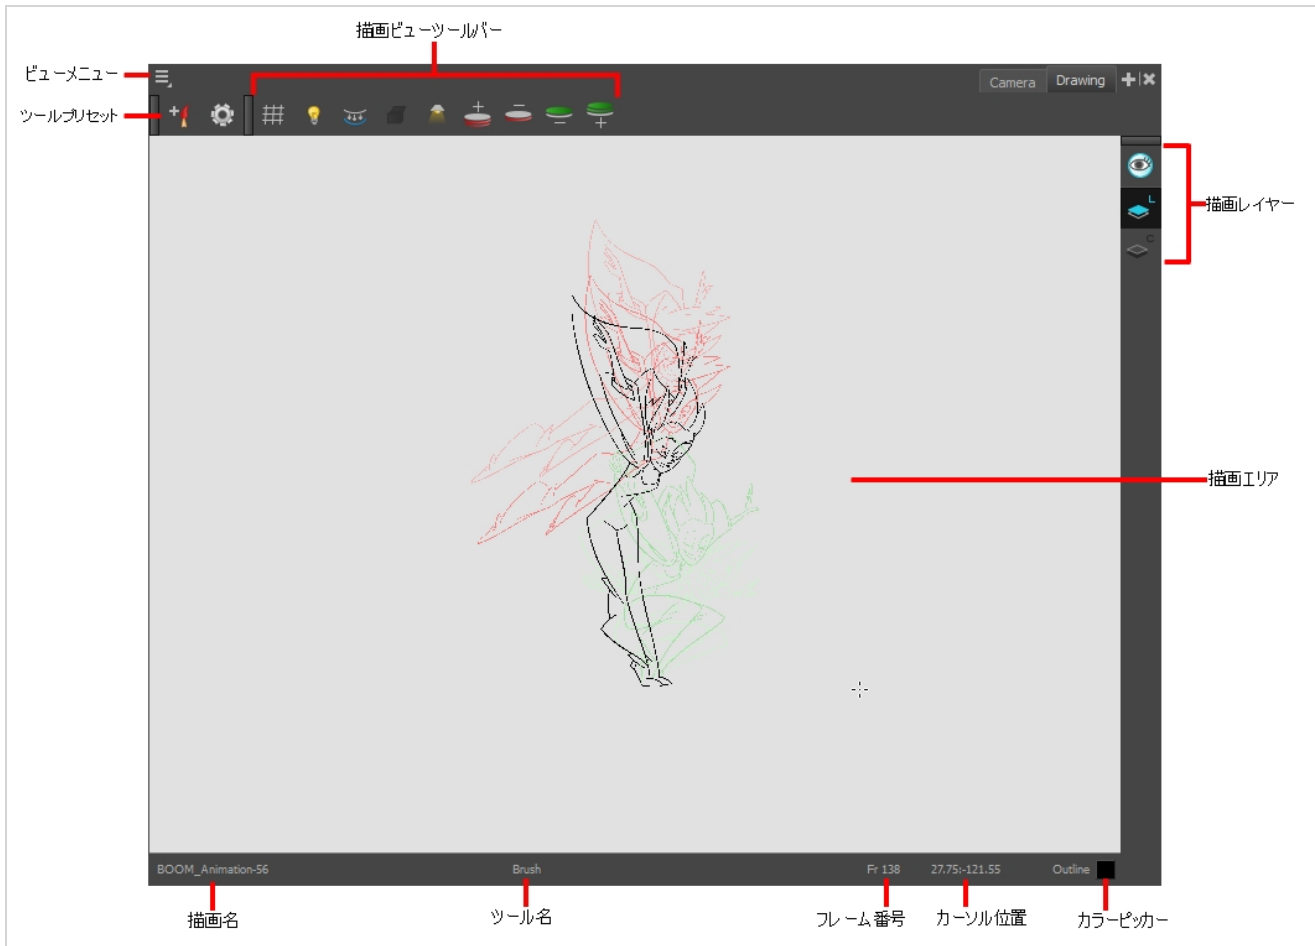 描画ビューツールバー
ビューメニュー
Camera
Drawing
ツールプリセット
L
C
描画レイヤー
描画エリア
BOOM_Animation-56
Brush
Fr 138
27.75:-121.55
Outline
描画名
ツール名
フレーム番号
カーソル位置
カラーピッカー